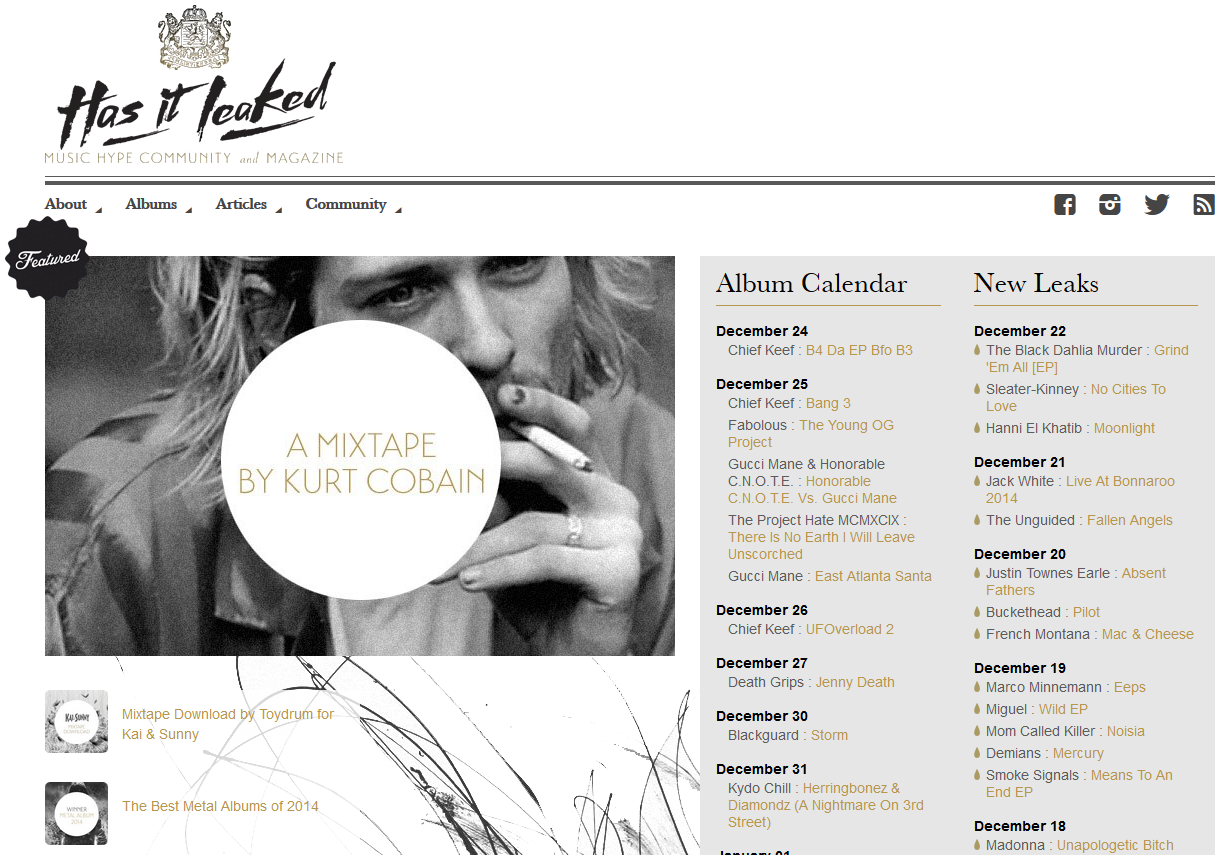 Has it leaked
MUSIC HYPE COMMUNITY and MAGAZINE
About
Albums
Articles
Community
Featured
A MIXTAPE
BY KURT COBAIN
Mixtape Download by Toydrum for
Kai & Sunny
KAI & SUNNY
MIXTAPE
DOWNLOAD
The Best Metal Albums of 2014
WINNER
METAL ALBUM
2014
Album Calendar
December 24
Chief Keef : B4 Da EP Bfo B3
December 25
Chief Keef : Bang 3
Fabolous : The Young OG
Project
Gucci Mane & Honorable
C.N.O.T.E. : Honorable
C.N.O.T.E. Vs. Gucci Mane
The Project Hate MCMXCIX :
There Is No Earth I Will Leave
Unscorched
Gucci Mane : East Atlanta Santa
December 26
Chief Keef : UFOverload 2
December 27
Death Grips : Jenny Death
December 30
Blackguard : Storm
December 31
Kydo Chill : Herringbonez &
Diamondz (A Nightmare On 3rd
Street)
January 01
New Leaks
December 22
The Black Dahlia Murder : Grind
'Em All [EP]
Sleater-Kinney : No Cities To
Love
Hanni El Khatib : Moonlight
December 21
Jack White : Live At Bonnaroo
2014
The Unguided : Fallen Angels
December 20
Justin Townes Earle : Absent
Fathers
Buckethead : Pilot
French Montana : Mac & Cheese
December 19
Marco Minnemann : Eeps
Miguel : Wild EP
Mom Called Killer : Noisia
Demians : Mercury
Smoke Signals : Means To An
End EP
December 18
Madonna : Unapologetic Bitch